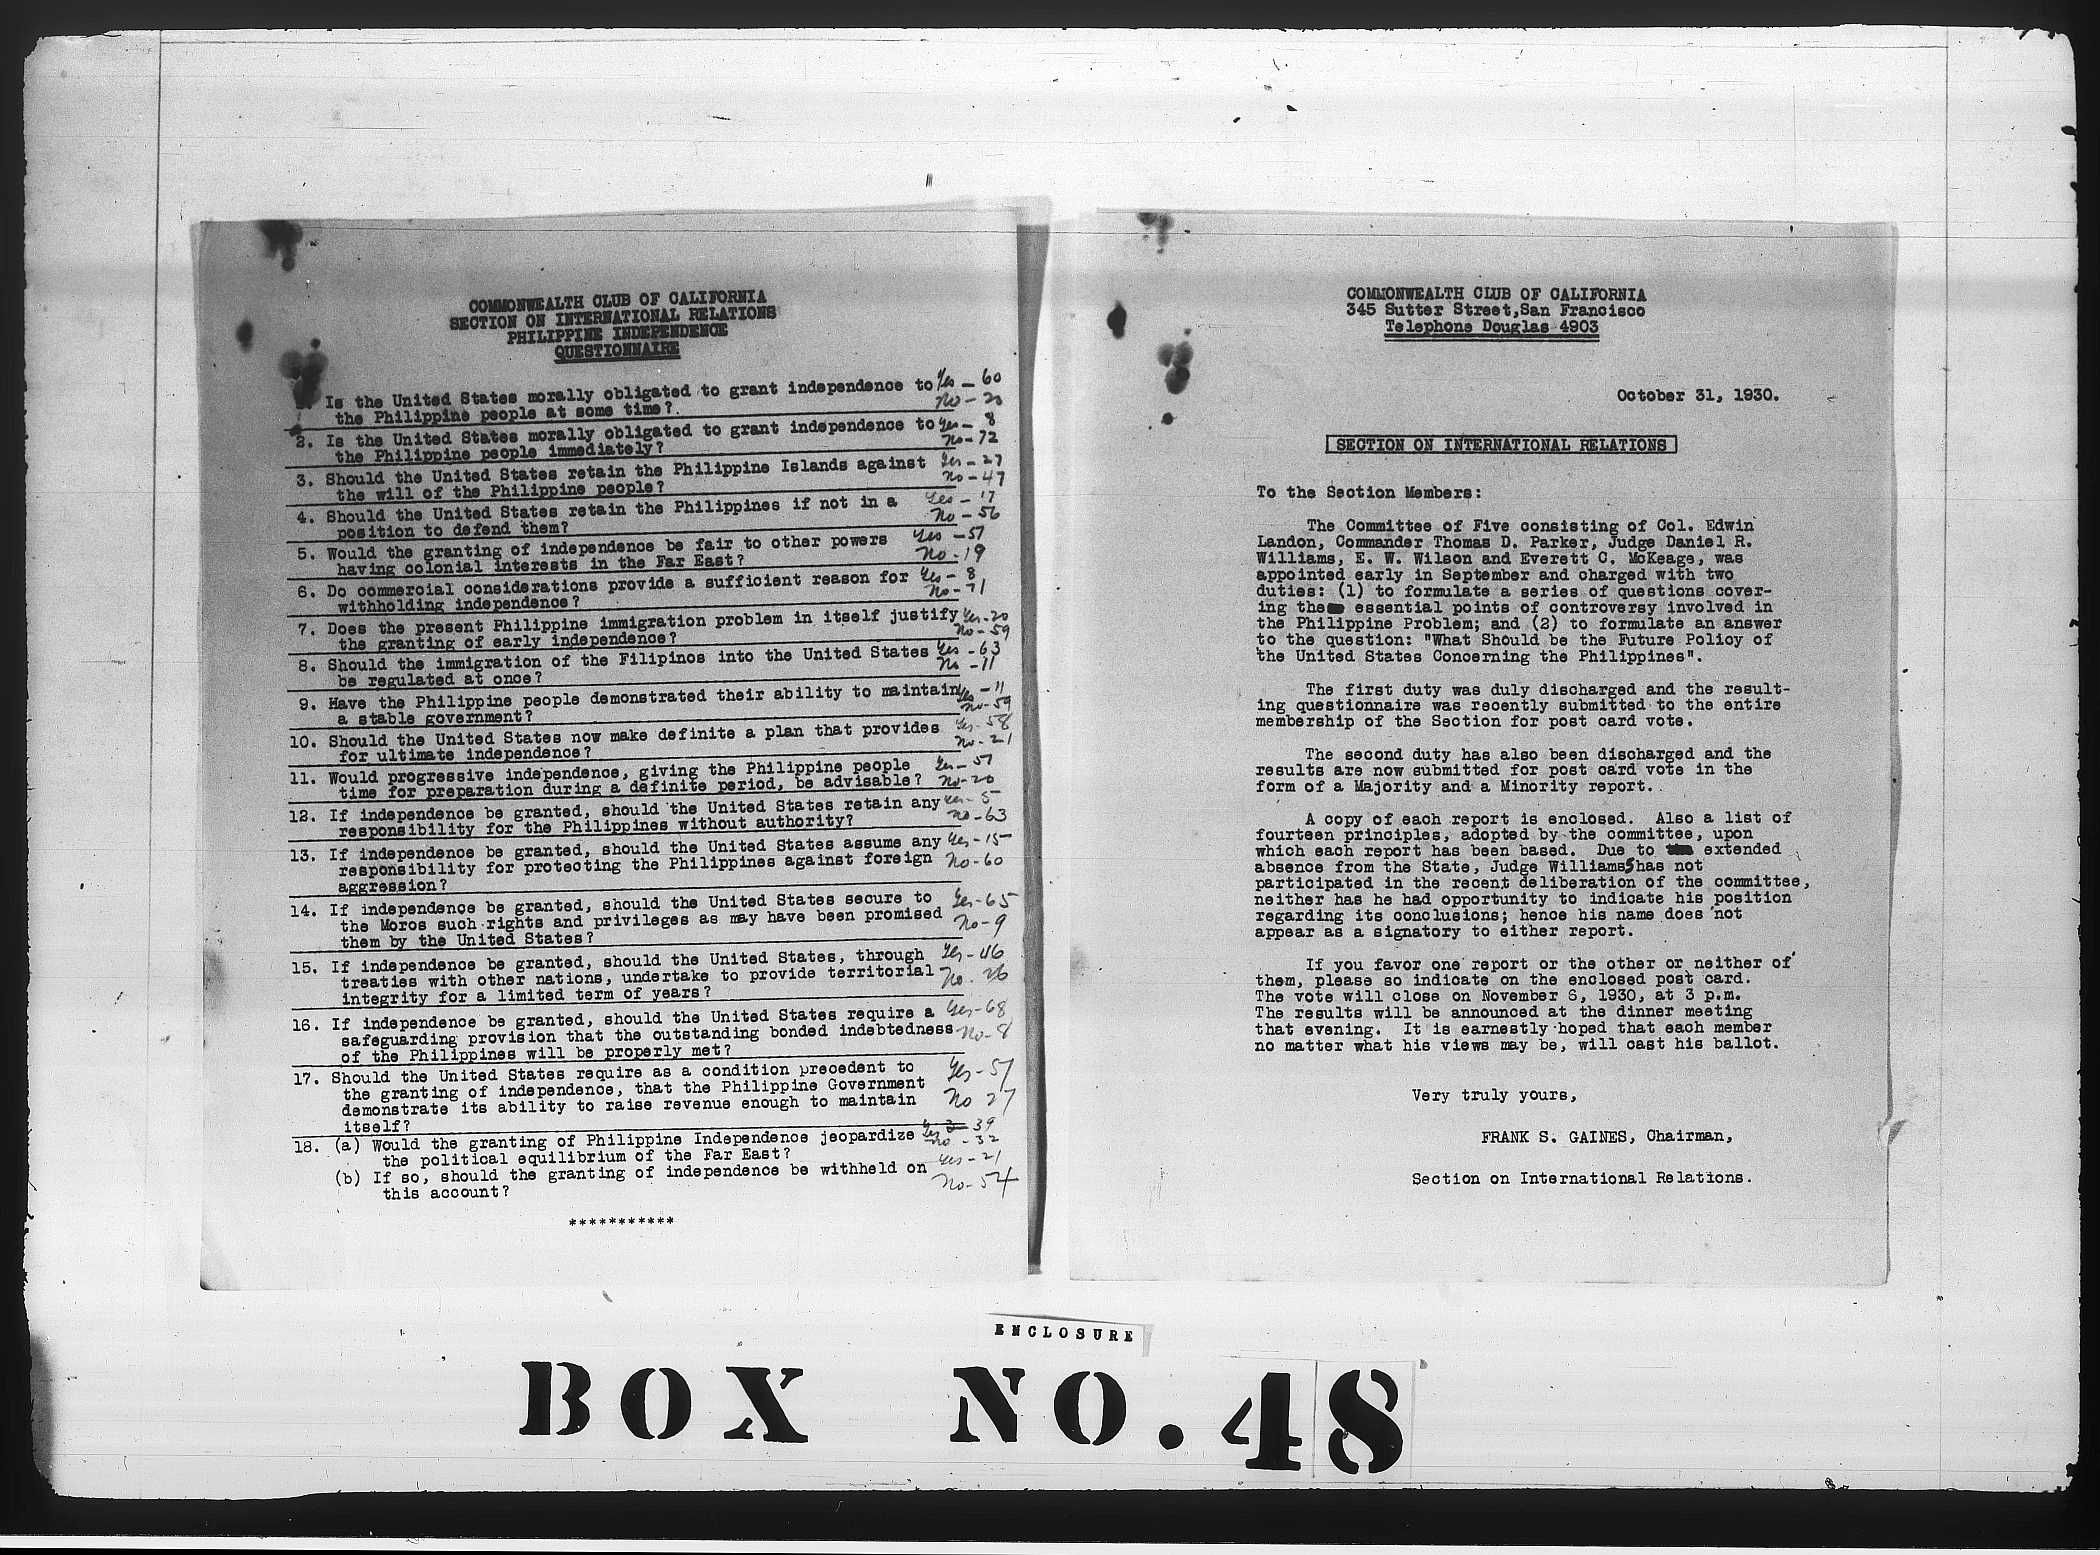 COMMONWEALTH CLUB OF CALIFORNIA
SECTION ON INTERNATIONAL RELATIONS
PHILIPPINE INDEPENDENCE
QUESTIONNAIRE
Is the United States morally obligated to grant independence to Yes - 60
the Philippine people at some time? No - 20
2. Is the United States morally obligated to grant independence to Yes - 8
the Philippine people immediately? No - 72
3. Should the United States retain the Philippine Islands against Yes - 27
the will of the Philippine people? No - 47
4. Should the United States retain the Philippines if not in a Yes - 17
position to defend them? No - 56
5. Would the granting of independence be fair to other powers Yes - 57
having colonial interests in the Far East? No - 19
6. Do commercial considerations provide a sufficient reason for Yes - 8
withholding independence? No - 71
7. Does the present Philippine immigration problem in itself justify Yes - 20
the granting of early independence? No - 59
8. Should the immigration of the Filipinos into the United States Yes - 63
be regulated at once? No - 11
9. Have the Philippine people demonstrated their ability to maintain Yes - 11
a stable government? No - 59
10. Should the United States now make definite a plan that provides Yes - 58
for ultimate independence? No - 21
11. Would progressive independence, giving the Philippine people Yes - 57
time for preparation during a definite period, be advisable? No - 20
12. If independence be granted, should the United States retain any Yes - 5
responsibility for the Philippines without authority? No - 63
13. If independence be granted, should the United States assume any Yes - 15
responsibility for protecting the Philippines against foreign No - 60
aggression?
14. If independence be granted, should the United States secure to Yes - 65
the Moros such rights and privileges as may have been promised No - 9
them by the United States?
15. If independence be granted, should the United States, through Yes - 46
treaties with other nations, undertake to provide territorial No. 26
integrity for a limited term of years?
16. If independence be granted, should the United States require a Yes - 68
safeguarding provision that the outstanding bonded indebtedness No - 8
of the Philippines will be properly met?
17. Should the United States require as a condition precedent to Yes - 57
the granting of independence, that the Philippine Government
demonstrate its ability to raise revenue enough to maintain No 27
itself?
18. (a) Would the granting of Philippine Independence jeopardize Yes 39
the political equilibrium of the Far East? No - 32
(b) If so, should the granting of independence be withheld on Yes - 21
this account? No - 54
***********
COMMONWEALTH CLUB OF CALIFORNIA
345 Sutter Street,San Francisco
Telephone Douglas 4903
October 31, 1930.
SECTION ON INTERNATIONAL RELATIONS
To the Section Members:
The Committee of Five consisting of Col. Edwin
Landon, Commander Thomas D. Parker, Judge Daniel R.
Williams, E. W. Wilson and Everett C. McKeage, was
appointed early in September and charged with two
duties: (1) to formulate a series of questions cover-
ing the essential points of controversy involved in
the Philippine Problem; and (2) to formulate an answer
to the question: "What Should be the Future Policy of
the United States Concerning the Philippines".
The first duty was duly discharged and the result-
ing questionnaire was recently submitted to the entire
membership of the Section for post card vote.
The second duty has also been discharged and the
results are now submitted for post card vote in the
form of a Majority and a Minority report.
A copy of each report is enclosed. Also a list of
fourteen principles, adopted by the committee, upon
which each report has been based. Due to extended
absence from the State, Judge Williams has not
participated in the recent deliberation of the committee,
neither has he had opportunity to indicate his position
regarding its conclusions; hence his name does not
appear as a signatory to either report.
If you favor one report or the other or neither of
them, please so indicate on the enclosed post card.
The vote will close on November 6, 1930, at 3 p.m.
The results will be announced at the dinner meeting
that evening. It is earnestly hoped that each member
no matter what his views may be, will cast his ballot.
Very truly yours,
FRANK S. GAINES, Chairman,
Section on International Relations.
ENCLOSURE
BOX NO. 48